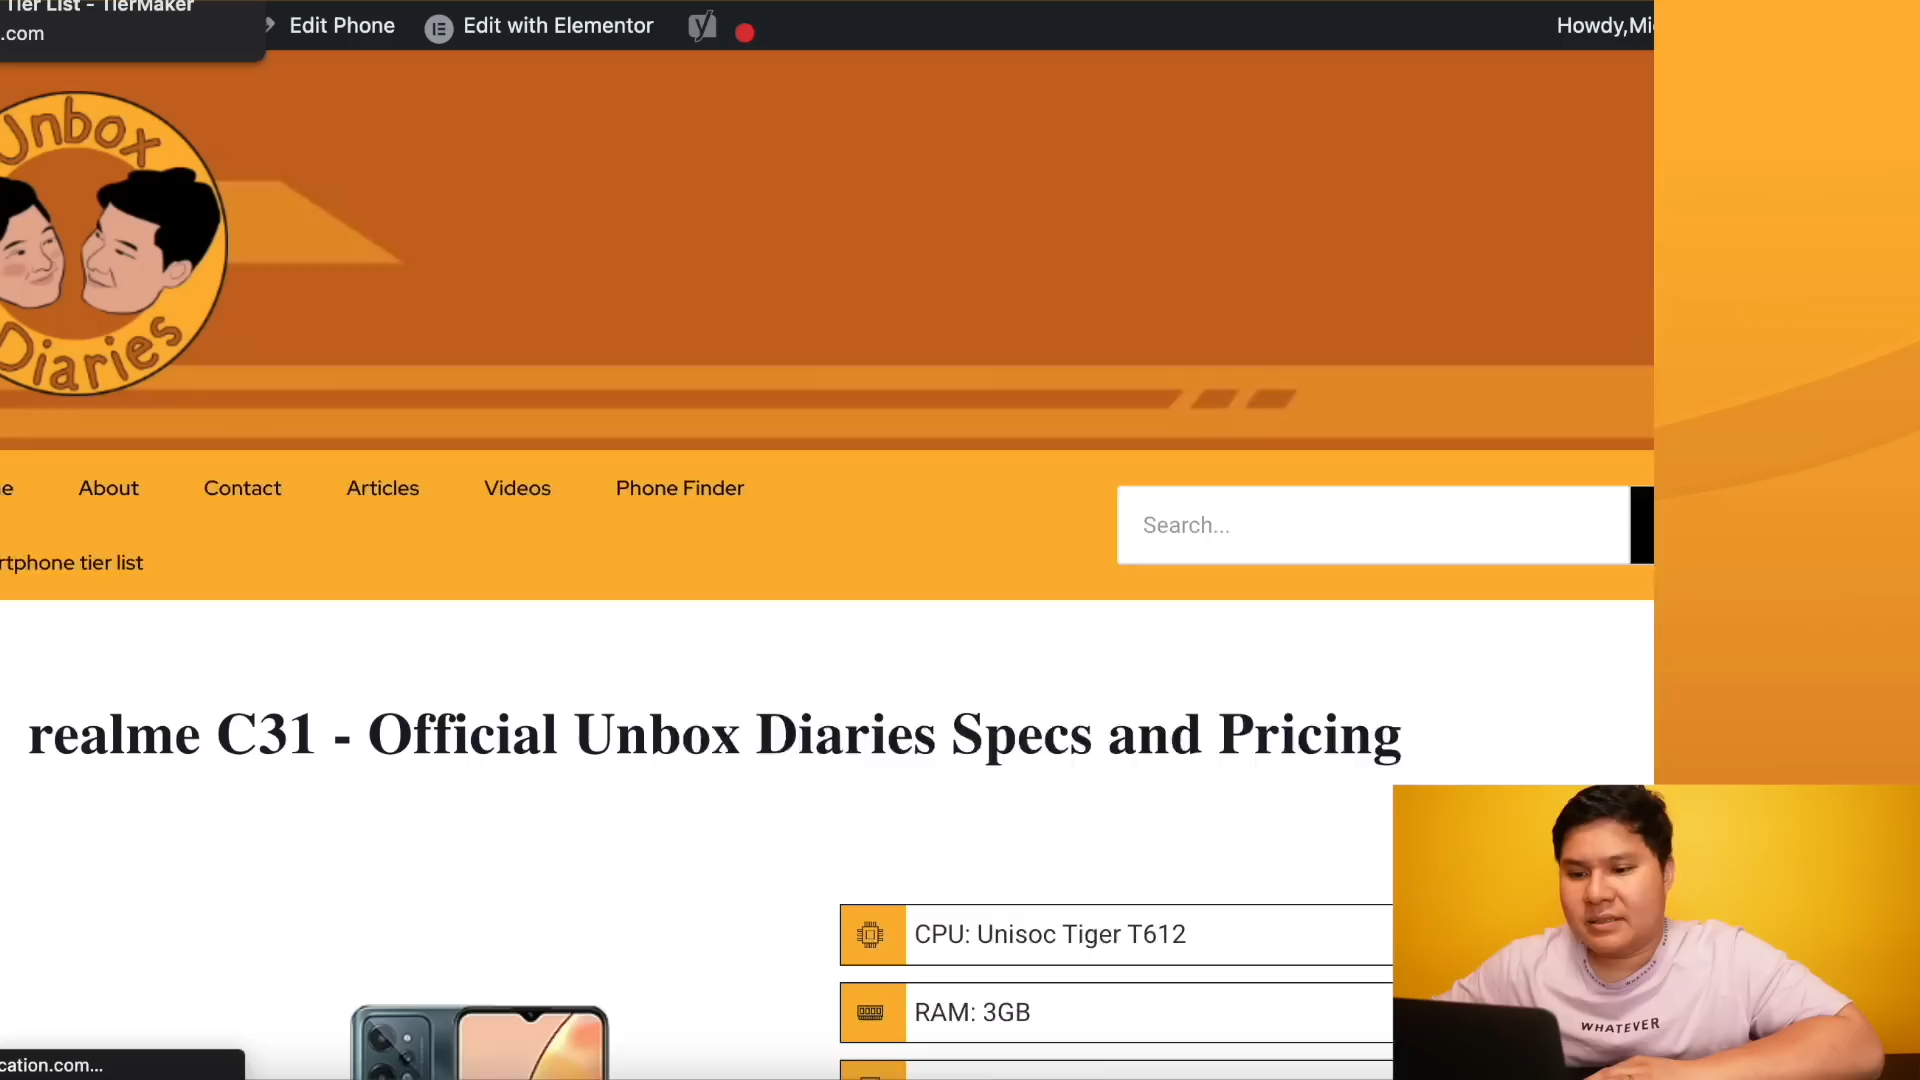 Tier List - TierMaker
.com
Edit Phone
Edit with Elementor
Howdy,Mi
Unbox
Diaries
e
About
Contact
Articles
Videos
Phone Finder
Search...
rtphone tier list
realme C31 - Official Unbox Diaries Specs and Pricing
CPU: Unisoc Tiger T612
RAM: 3GB
WHATEVER
cation.com...